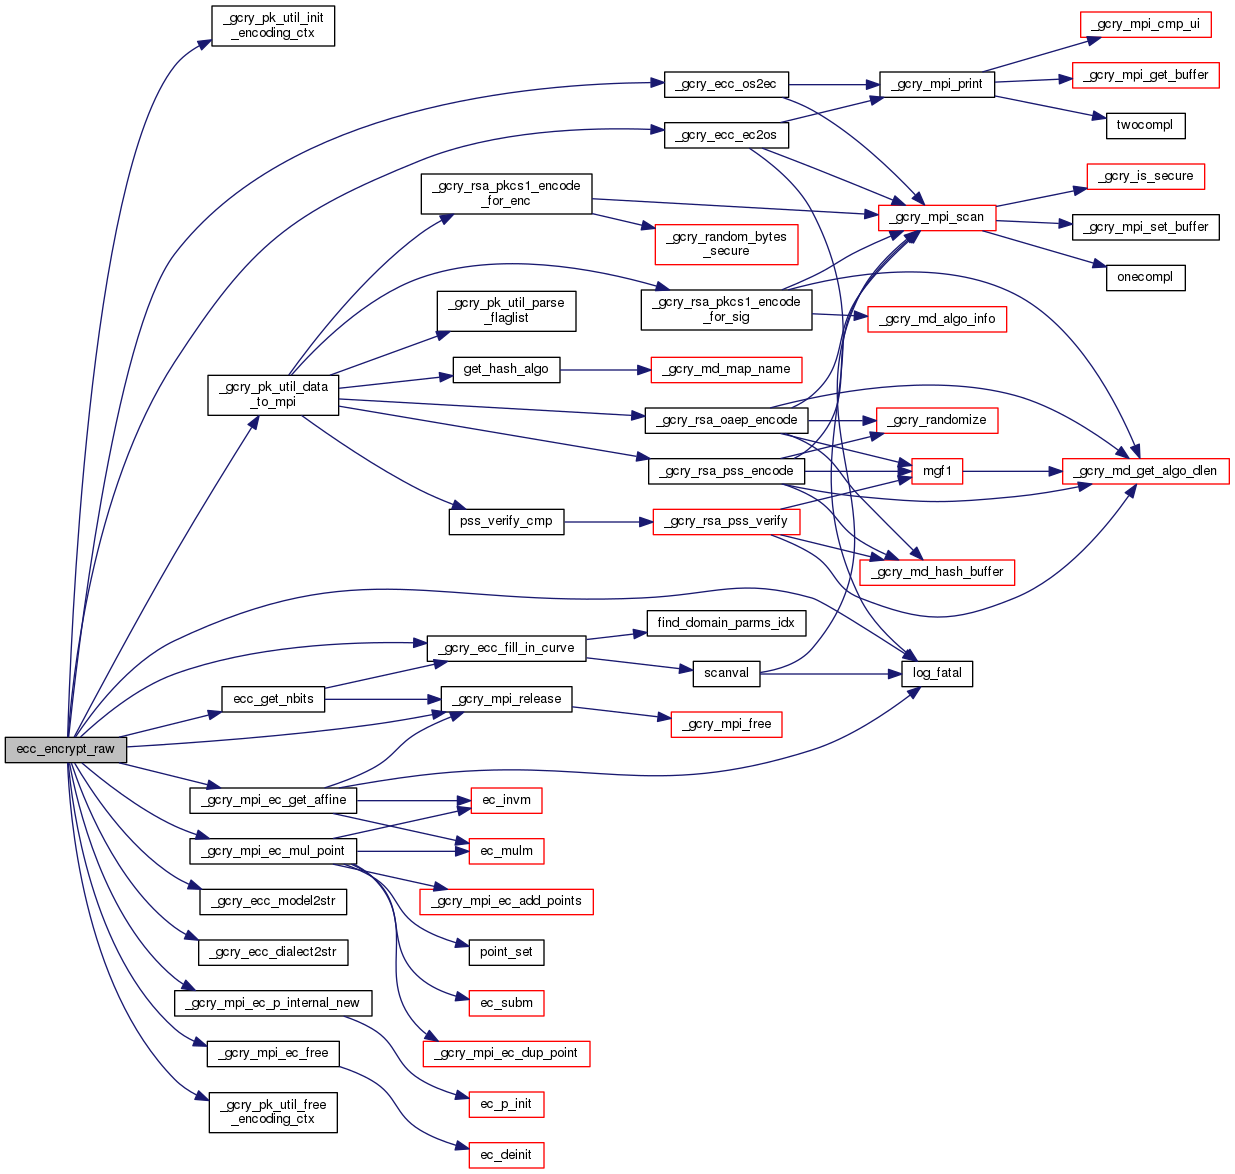 _gcry_pk_util_init
_encoding_ctx
_gcry_mpi_cmp_ui
_gcry_ecc_os2ec
_gcry_mpi_print
_gcry_mpi_get_buffer
twocompl
_gcry_ecc_ec2os
_gcry_rsa_pkcs1_encode
_for_enc
_gcry_is_secure
_gcry_mpi_scan
_gcry_mpi_set_buffer
_gcry_random_bytes
_secure
onecompl
_gcry_pk_util_parse
_flaglist
_gcry_rsa_pkcs1_encode
_for_sig
_gcry_md_algo_info
get_hash_algo
_gcry_md_map_name
_gcry_pk_util_data
_to_mpi
_gcry_rsa_oaep_encode
_gcry_randomize
_gcry_rsa_pss_encode
mgf1
_gcry_md_get_algo_dlen
pss_verify_cmp
_gcry_rsa_pss_verify
_gcry_md_hash_buffer
find_domain_parms_idx
_gcry_ecc_fill_in_curve
scanval
log_fatal
ecc_get_nbits
_gcry_mpi_release
_gcry_mpi_free
ecc_encrypt_raw
_gcry_mpi_ec_get_affine
ec_invm
_gcry_mpi_ec_mul_point
ec_mulm
_gcry_ecc_model2str
_gcry_mpi_ec_add_points
_gcry_ecc_dialect2str
point_set
_gcry_mpi_ec_p_internal_new
ec_subm
_gcry_mpi_ec_free
_gcry_mpi_ec_dup_point
_gcry_pk_util_free
_encoding_ctx
ec_p_init
ec_deinit